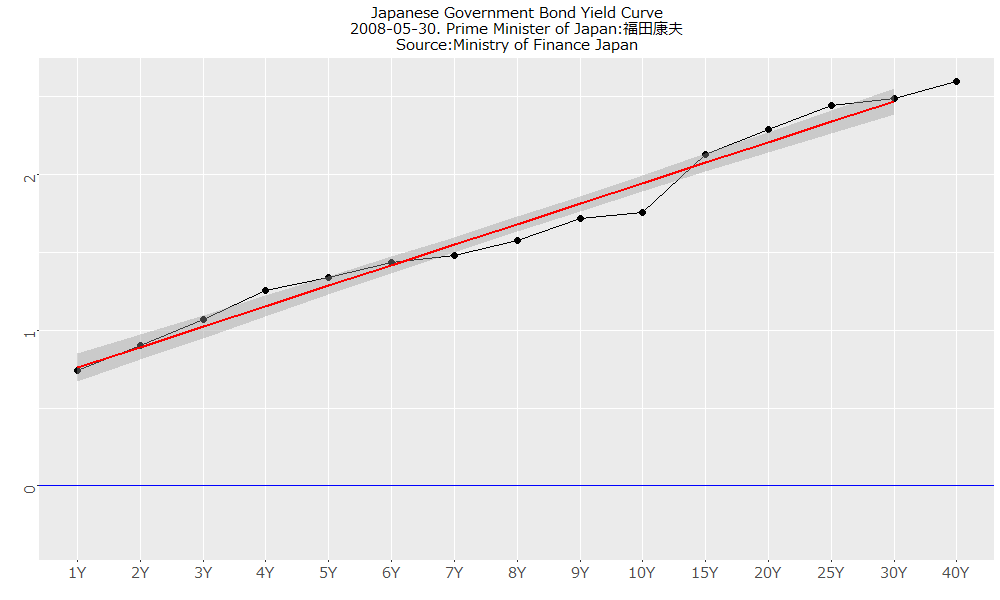 Japanese Government Bond Yield Curve
2008-05-30. Prime Minister of Japan:福田康夫
Source:Ministry of Finance Japan
2
1
0
1Y 2Y 3Y 4Y 5Y 6Y 7Y 8Y 9Y 10Y 15Y 20Y 25Y 30Y 40Y